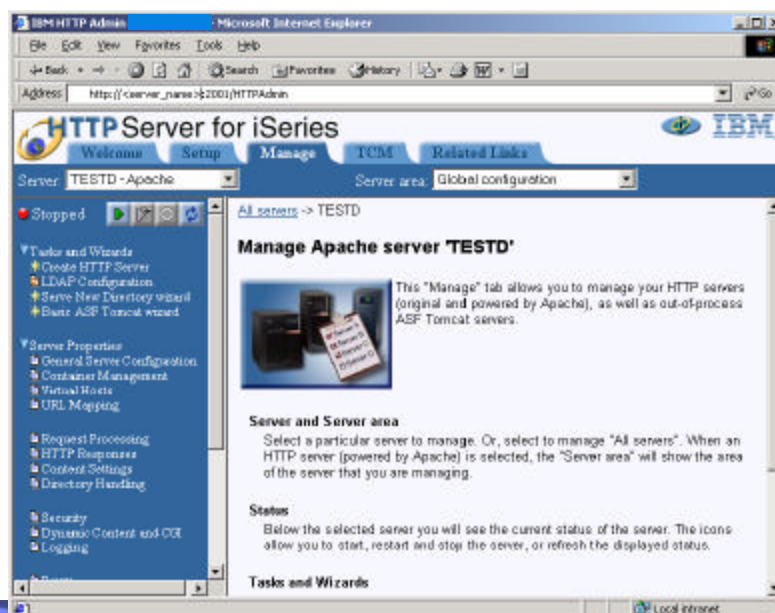 IBM HTTP Admin - Microsoft Internet Explorer
File Edit View Favorites Tools Help
Back Search Favorites History
Address http://<server_name>:2001/HTTPAdmin Go
HTTP Server for iSeries IBM
Welcome Setup Manage TCM Related Links
Server: TESTD - Apache Server area: Global configuration
Stopped
All servers -> TESTD
Tasks and Wizards
Create HTTP Server
LDAP Configuration
Serve New Directory wizard
Basic ASF Tomcat wizard
Server Properties
General Server Configuration
Container Management
Virtual Hosts
URL Mapping
Request Processing
HTTP Responses
Content Settings
Directory Handling
Security
Dynamic Content and CGI
Logging
Manage Apache server 'TESTD'
This "Manage" tab allows you to manage your HTTP servers
(original and powered by Apache), as well as out-of-process
ASF Tomcat servers.
Server and Server area
Select a particular server to manage. Or, select to manage "All servers". When an
HTTP server (powered by Apache) is selected, the "Server area" will show the area
of the server that you are managing.
Status
Below the selected server you will see the current status of the server. The icons
allow you to start, restart and stop the server, or refresh the displayed status.
Tasks and Wizards
Local intranet